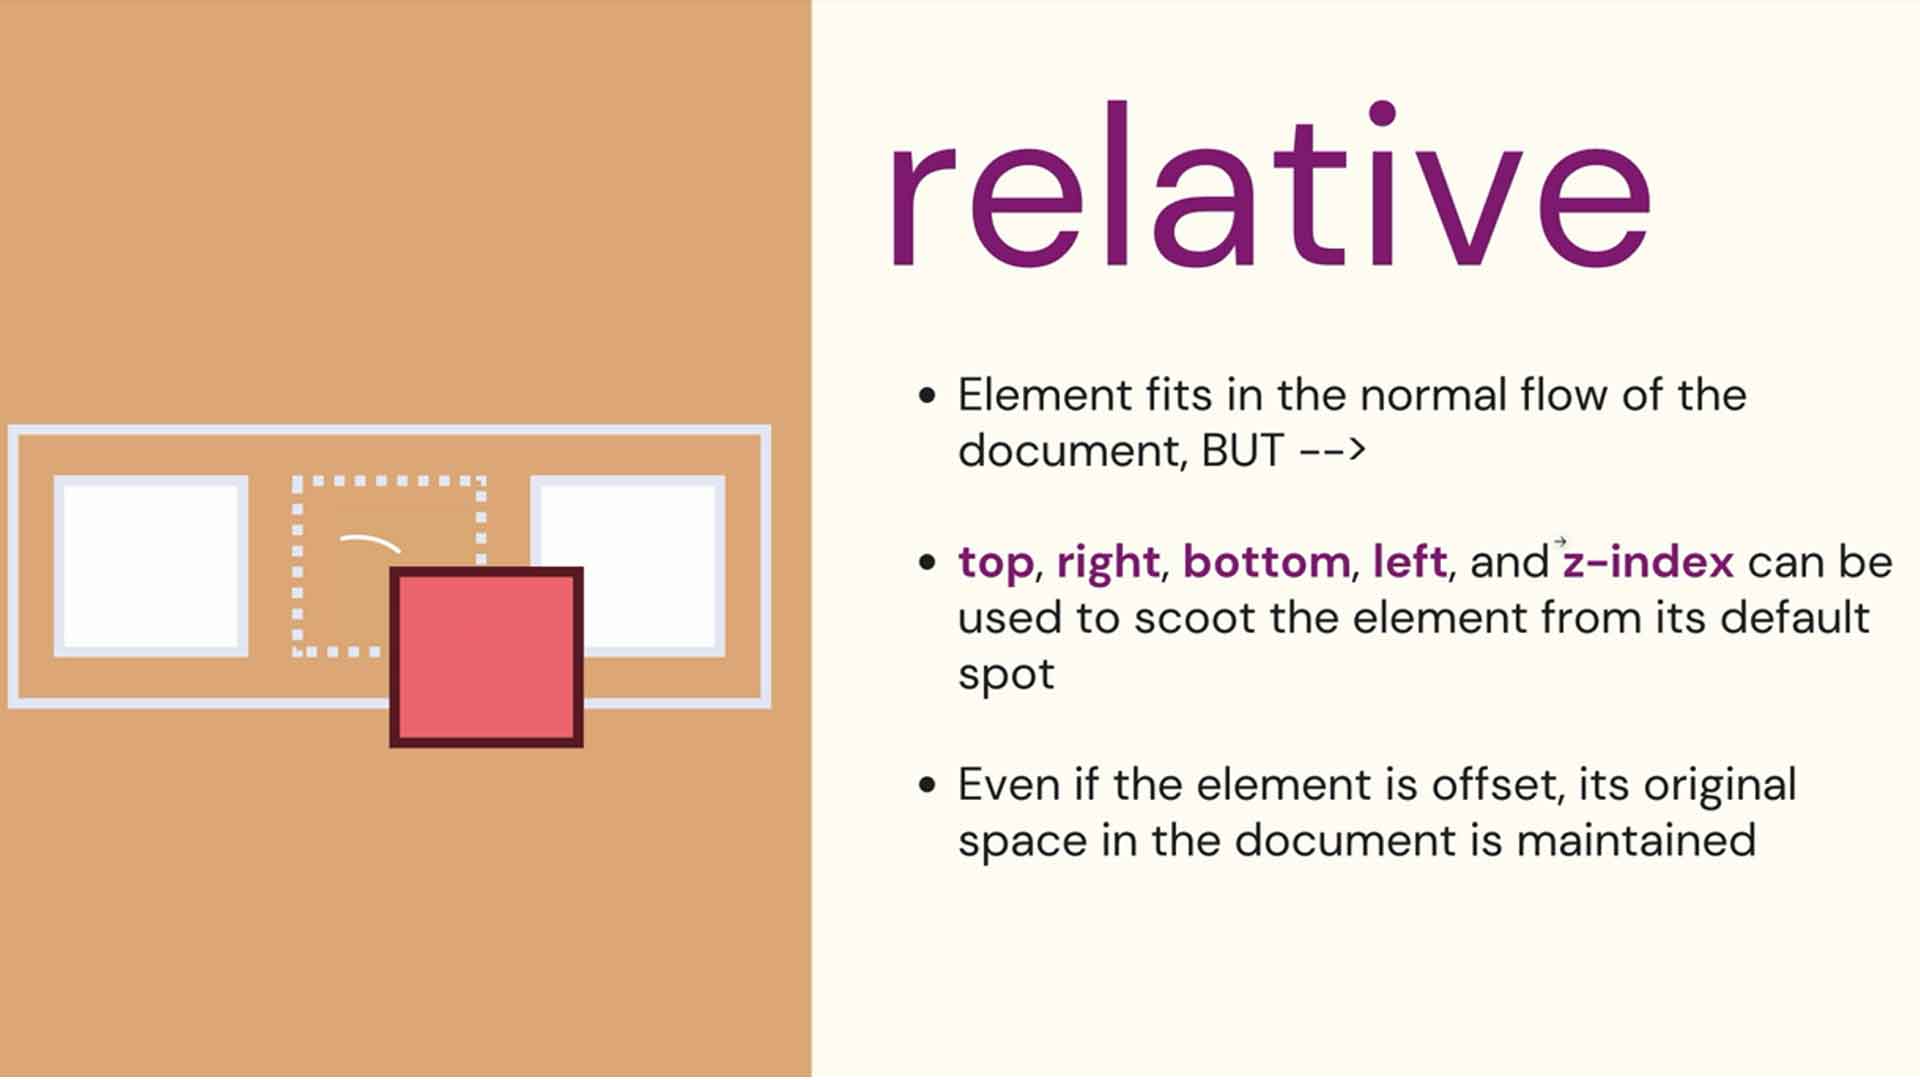 relative
• Element fits in the normal flow of the
document, BUT -->
• top, right, bottom, left, and z-index can be
used to scoot the element from its default
spot
• Even if the element is offset, its original
space in the document is maintained